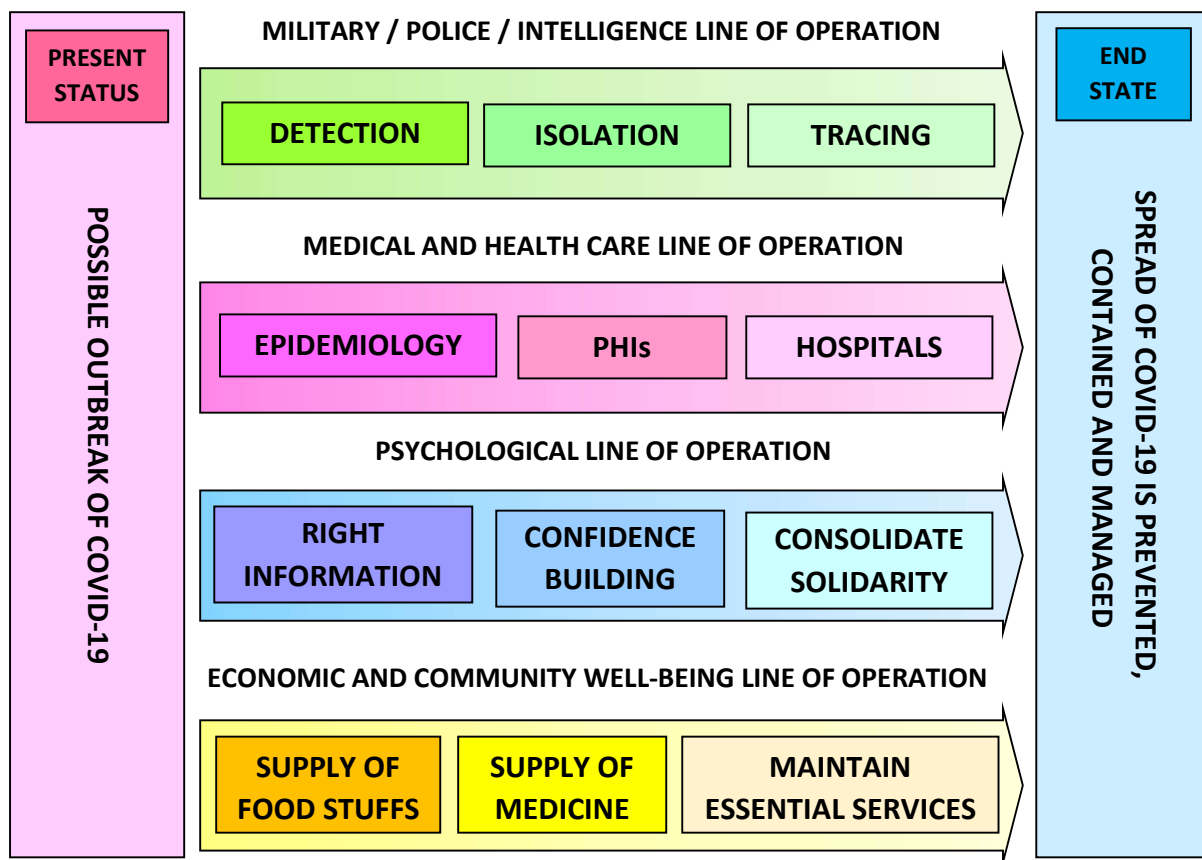 PRESENT
STATUS
POSSIBLE OUTBREAK OF COVID-19
MILITARY / POLICE / INTELLIGENCE LINE OF OPERATION
DETECTION
ISOLATION
TRACING
MEDICAL AND HEALTH CARE LINE OF OPERATION
EPIDEMIOLOGY
PHIs
HOSPITALS
PSYCHOLOGICAL LINE OF OPERATION
RIGHT
INFORMATION
CONFIDENCE
BUILDING
CONSOLIDATE
SOLIDARITY
ECONOMIC AND COMMUNITY WELL-BEING LINE OF OPERATION
SUPPLY OF
FOOD STUFFS
SUPPLY OF
MEDICINE
MAINTAIN
ESSENTIAL SERVICES
END
STATE
SPREAD OF COVID-19 IS PREVENTED,
CONTAINED AND MANAGED